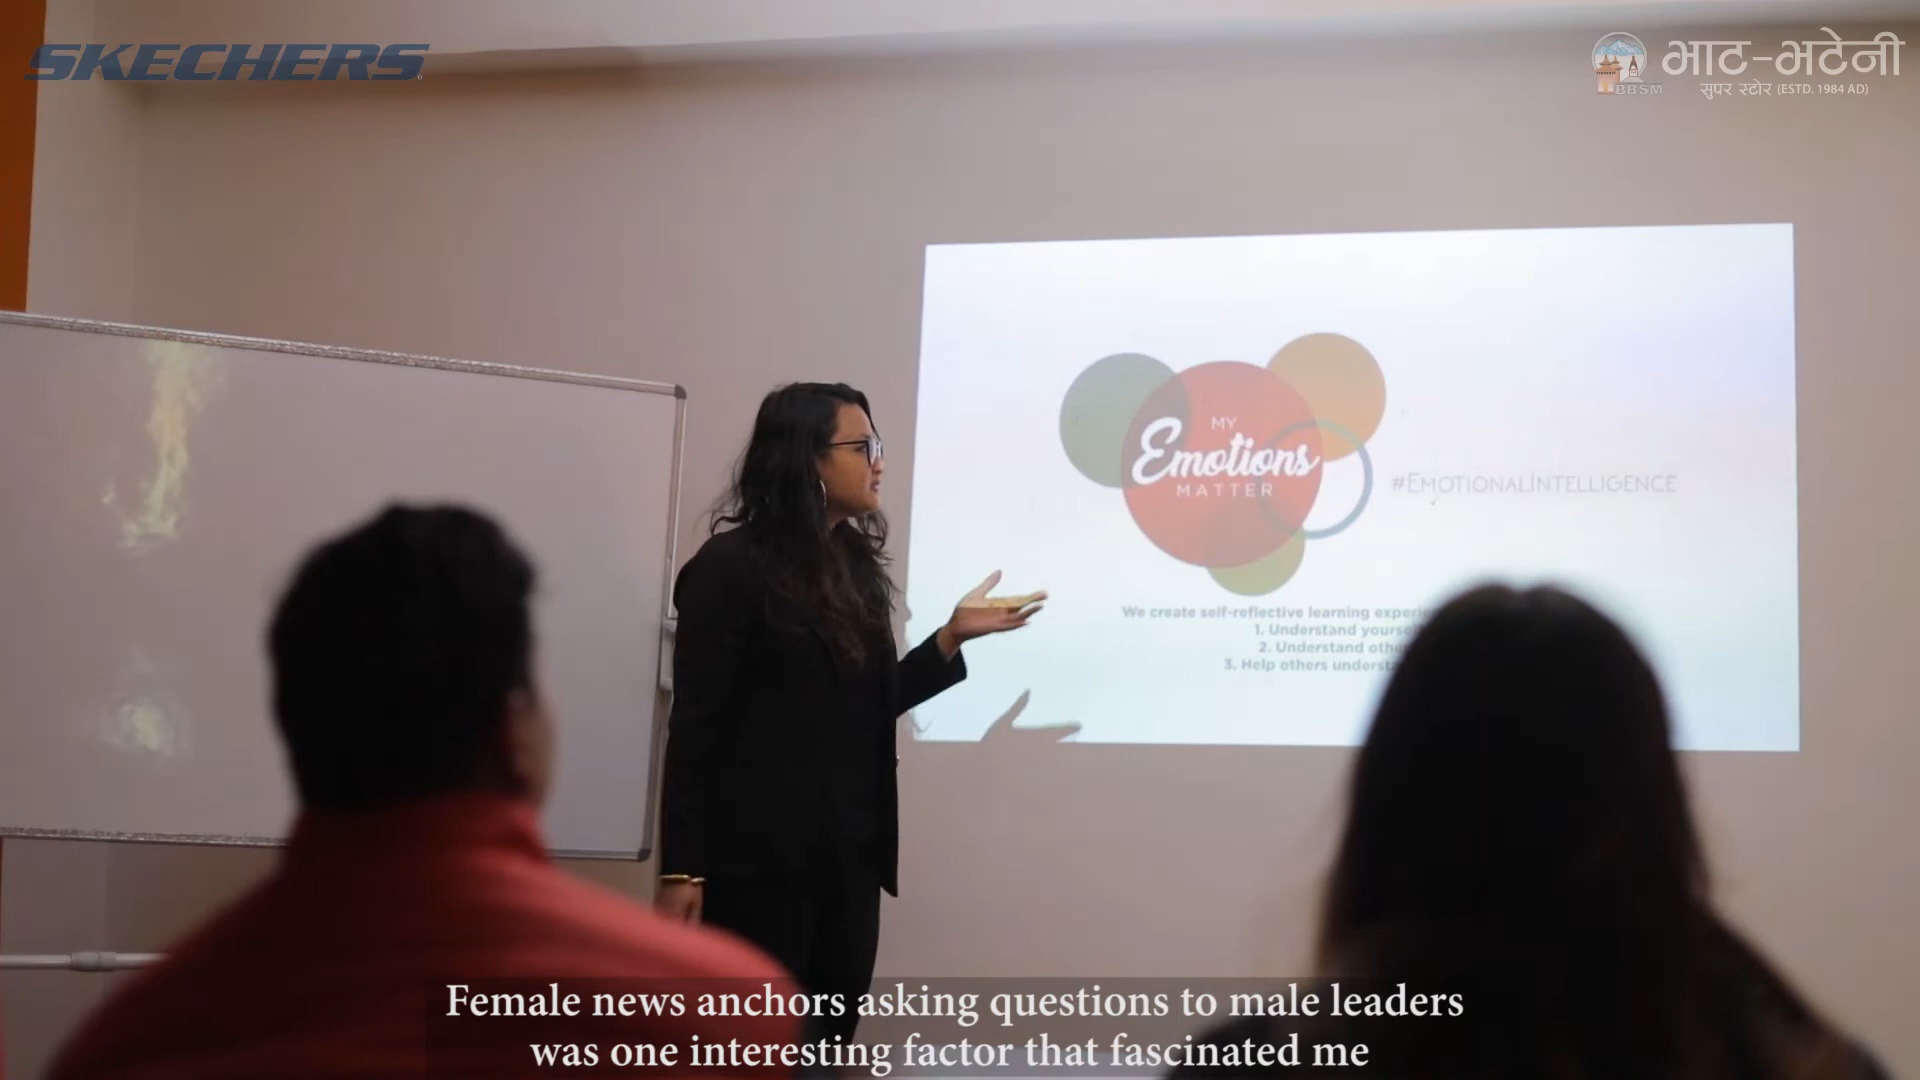 SKECHERS
भाट-भटेनी
BBSM
सुपर स्टोर (ESTD. 1984 AD)
MY
Emotions
MATTER
#EMOTIONALINTELLIGENCE
We create self-reflective learning
1. Understand
2. Understand
3. Help others
Female news anchors asking questions to male leaders
was one interesting factor that fascinated me